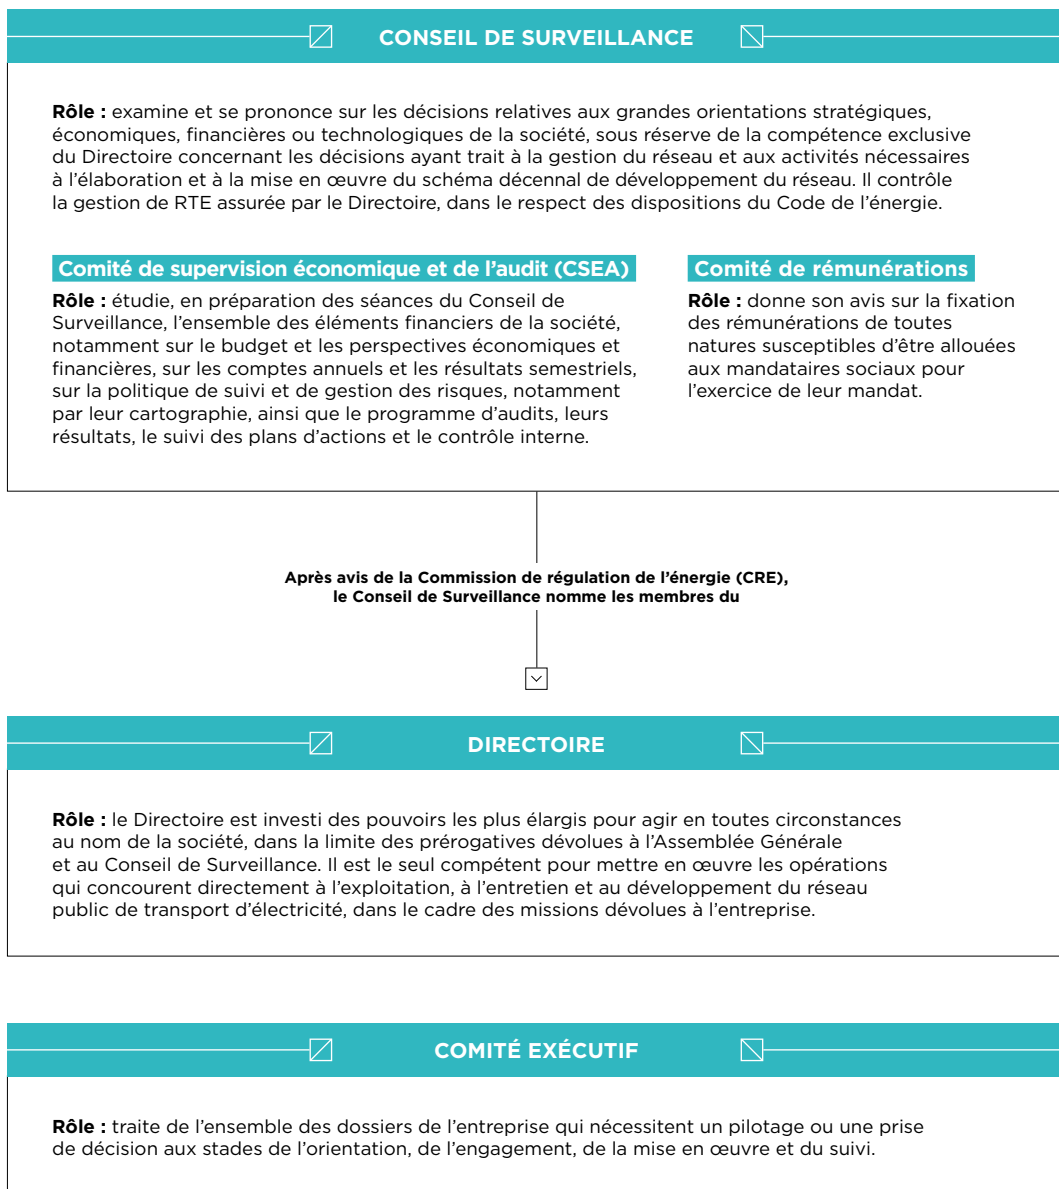 CONSEIL DE SURVEILLANCE
Rôle : examine et se prononce sur les décisions relatives aux grandes orientations stratégiques,
économiques, financières ou technologiques de la société, sous réserve de la compétence exclusive
du Directoire concernant les décisions ayant trait à la gestion du réseau et aux activités nécessaires
à l’élaboration et à la mise en œuvre du schéma décennal de développement du réseau. Il contrôle
la gestion de RTE assurée par le Directoire, dans le respect des dispositions du Code de l’énergie.
Comité de supervision économique et de l’audit (CSEA)
Rôle : étudie, en préparation des séances du Conseil de
Surveillance, l’ensemble des éléments financiers de la société,
notamment sur le budget et les perspectives économiques et
financières, sur les comptes annuels et les résultats semestriels,
sur la politique de suivi et de gestion des risques, notamment
par leur cartographie, ainsi que le programme d’audits, leurs
résultats, le suivi des plans d’actions et le contrôle interne.
Comité de rémunérations
Rôle : donne son avis sur la fixation
des rémunérations de toutes
natures susceptibles d’être allouées
aux mandataires sociaux pour
l’exercice de leur mandat.
Après avis de la Commission de régulation de l’énergie (CRE),
le Conseil de Surveillance nomme les membres du
DIRECTOIRE
Rôle : le Directoire est investi des pouvoirs les plus élargis pour agir en toutes circonstances
au nom de la société, dans la limite des prérogatives dévolues à l’Assemblée Générale
et au Conseil de Surveillance. Il est le seul compétent pour mettre en œuvre les opérations
qui concourent directement à l’exploitation, à l’entretien et au développement du réseau
public de transport d’électricité, dans le cadre des missions dévolues à l’entreprise.
COMITÉ EXÉCUTIF
Rôle : traite de l’ensemble des dossiers de l’entreprise qui nécessitent un pilotage ou une prise
de décision aux stades de l’orientation, de l’engagement, de la mise en œuvre et du suivi.